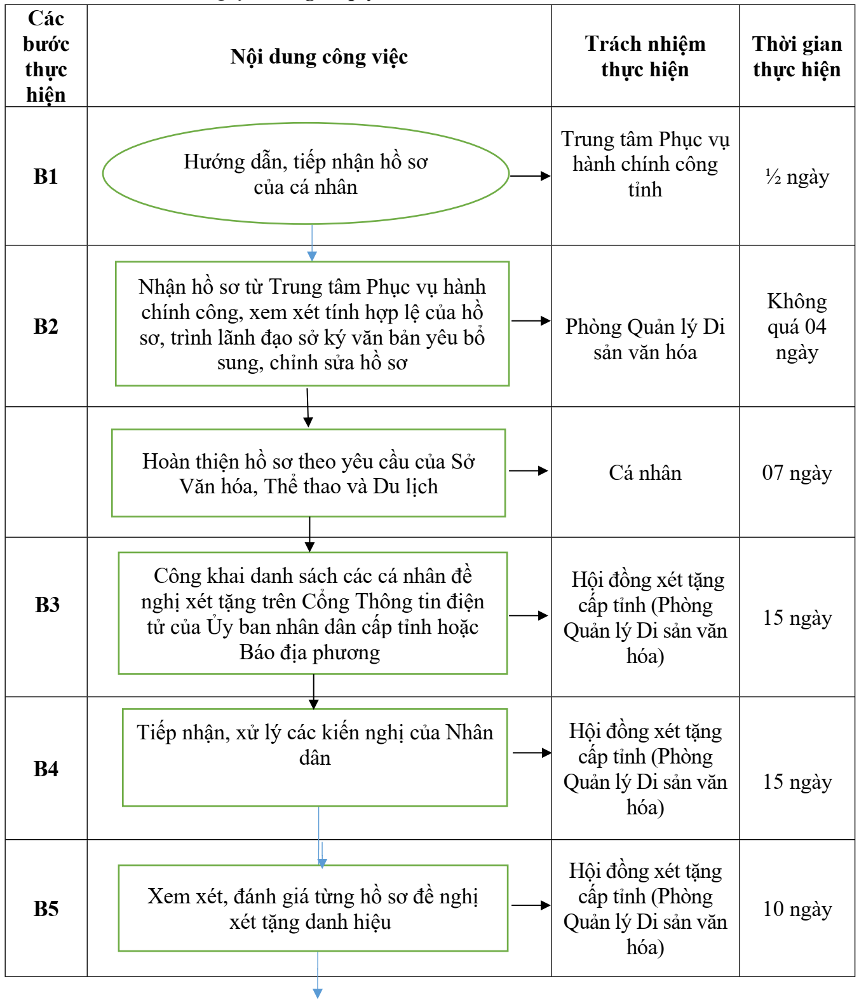 Các
bước
thực
hiện
Nội dung công việc
Trách nhiệm
thực hiện
Thời gian
thực hiện
B1
Hướng dẫn, tiếp nhận hồ sơ
của cá nhân
Trung tâm Phục vụ
hành chính công
tỉnh
½ ngày
B2
Nhận hồ sơ từ Trung tâm Phục vụ hành
chính công, xem xét tính hợp lệ của hồ
sơ, trình lãnh đạo sở ký văn bản yêu bổ
sung, chỉnh sửa hồ sơ
Phòng Quản lý Di
sản văn hóa
Không
quá 04
ngày
Hoàn thiện hồ sơ theo yêu cầu của Sở
Văn hóa, Thể thao và Du lịch
Cá nhân
07 ngày
B3
Công khai danh sách các cá nhân đề
nghị xét tặng trên Cổng Thông tin điện
tử của Ủy ban nhân dân cấp tỉnh hoặc
Báo địa phương
Hội đồng xét tặng
cấp tỉnh (Phòng
Quản lý Di sản văn
hóa)
15 ngày
B4
Tiếp nhận, xử lý các kiến nghị của Nhân
dân
Hội đồng xét tặng
cấp tỉnh (Phòng
Quản lý Di sản văn
hóa)
15 ngày
B5
Xem xét, đánh giá từng hồ sơ đề nghị
xét tặng danh hiệu
Hội đồng xét tặng
cấp tỉnh (Phòng
Quản lý Di sản văn
hóa)
10 ngày